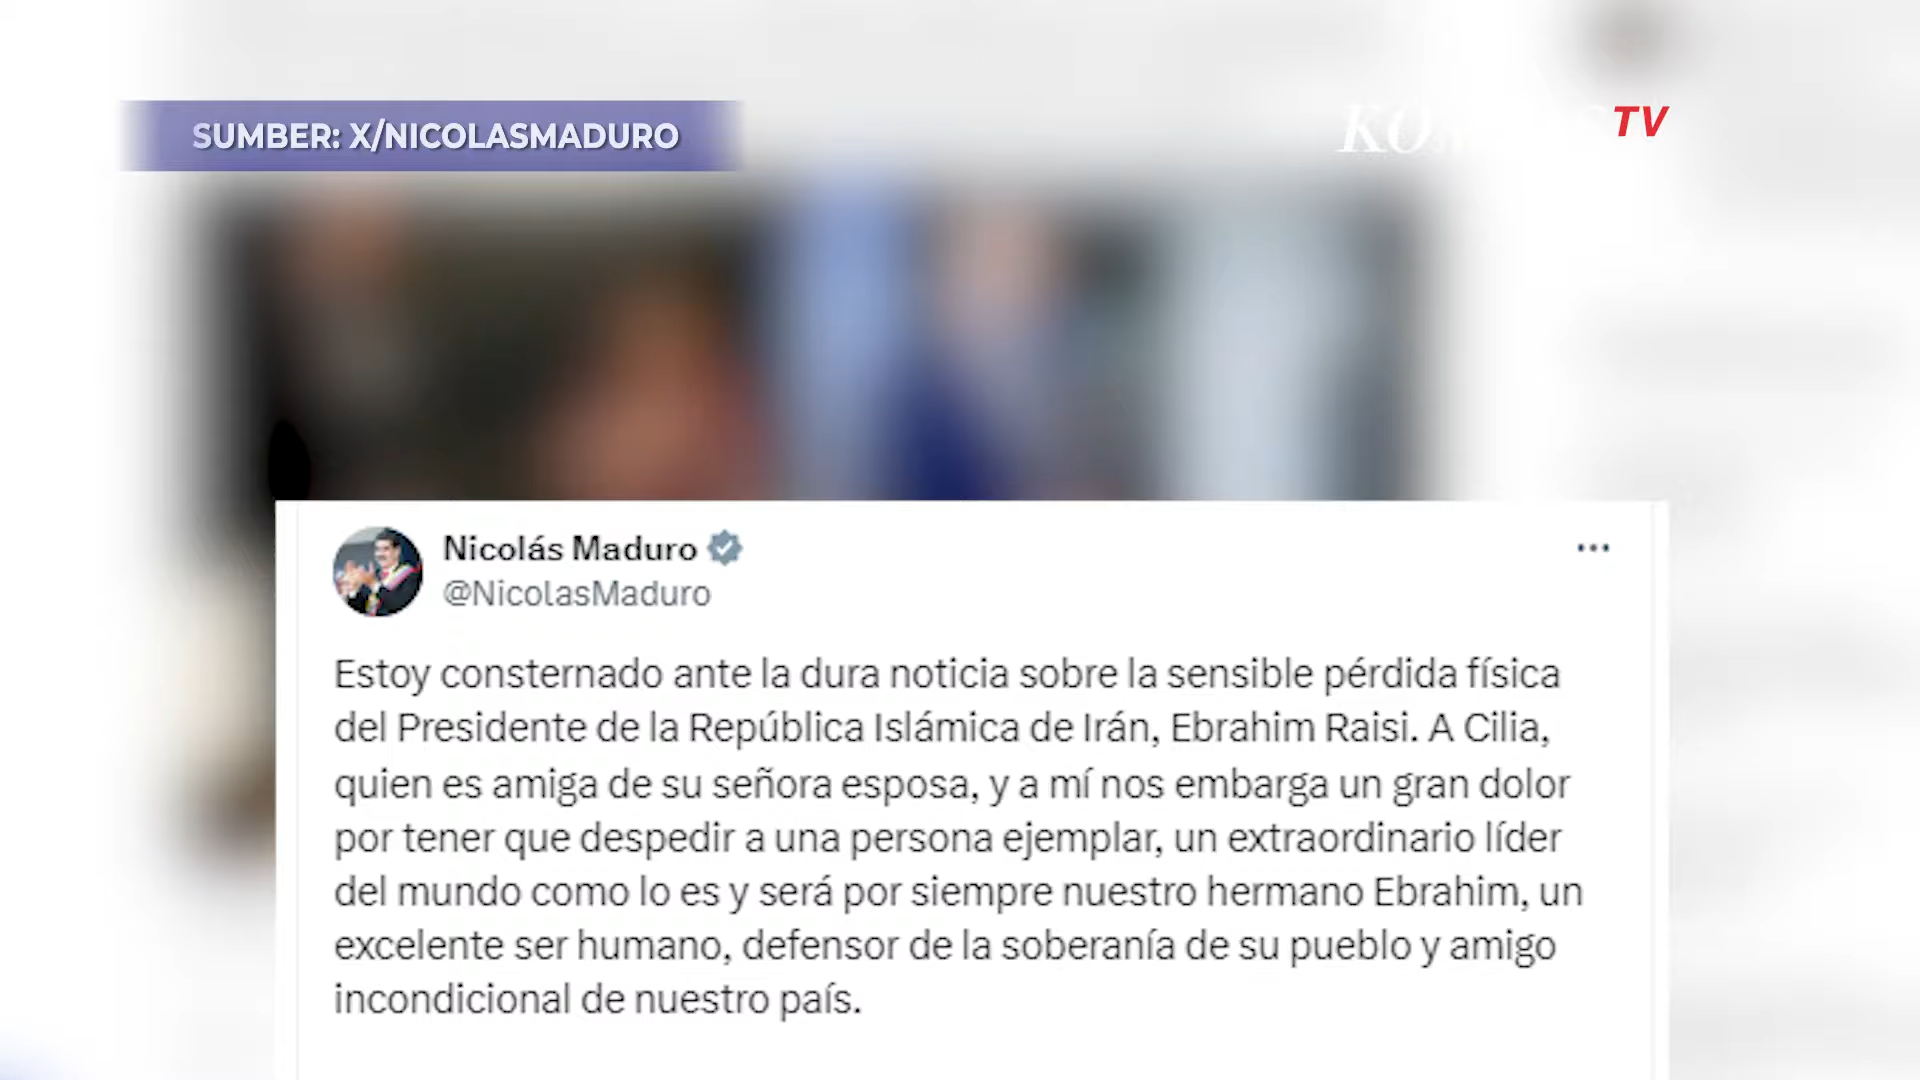 SUMBER: X/NICOLASMADURO
TV
Nicolás Maduro
@NicolasMaduro
Estoy consternado ante la dura noticia sobre la sensible pérdida física
del Presidente de la República Islámica de Irán, Ebrahim Raisi. A Cilia,
quien es amiga de su señora esposa, y a mí nos embarga un gran dolor
por tener que despedir a una persona ejemplar, un extraordinario líder
del mundo como lo es y será por siempre nuestro hermano Ebrahim, un
excelente ser humano, defensor de la soberanía de su pueblo y amigo
incondicional de nuestro país.